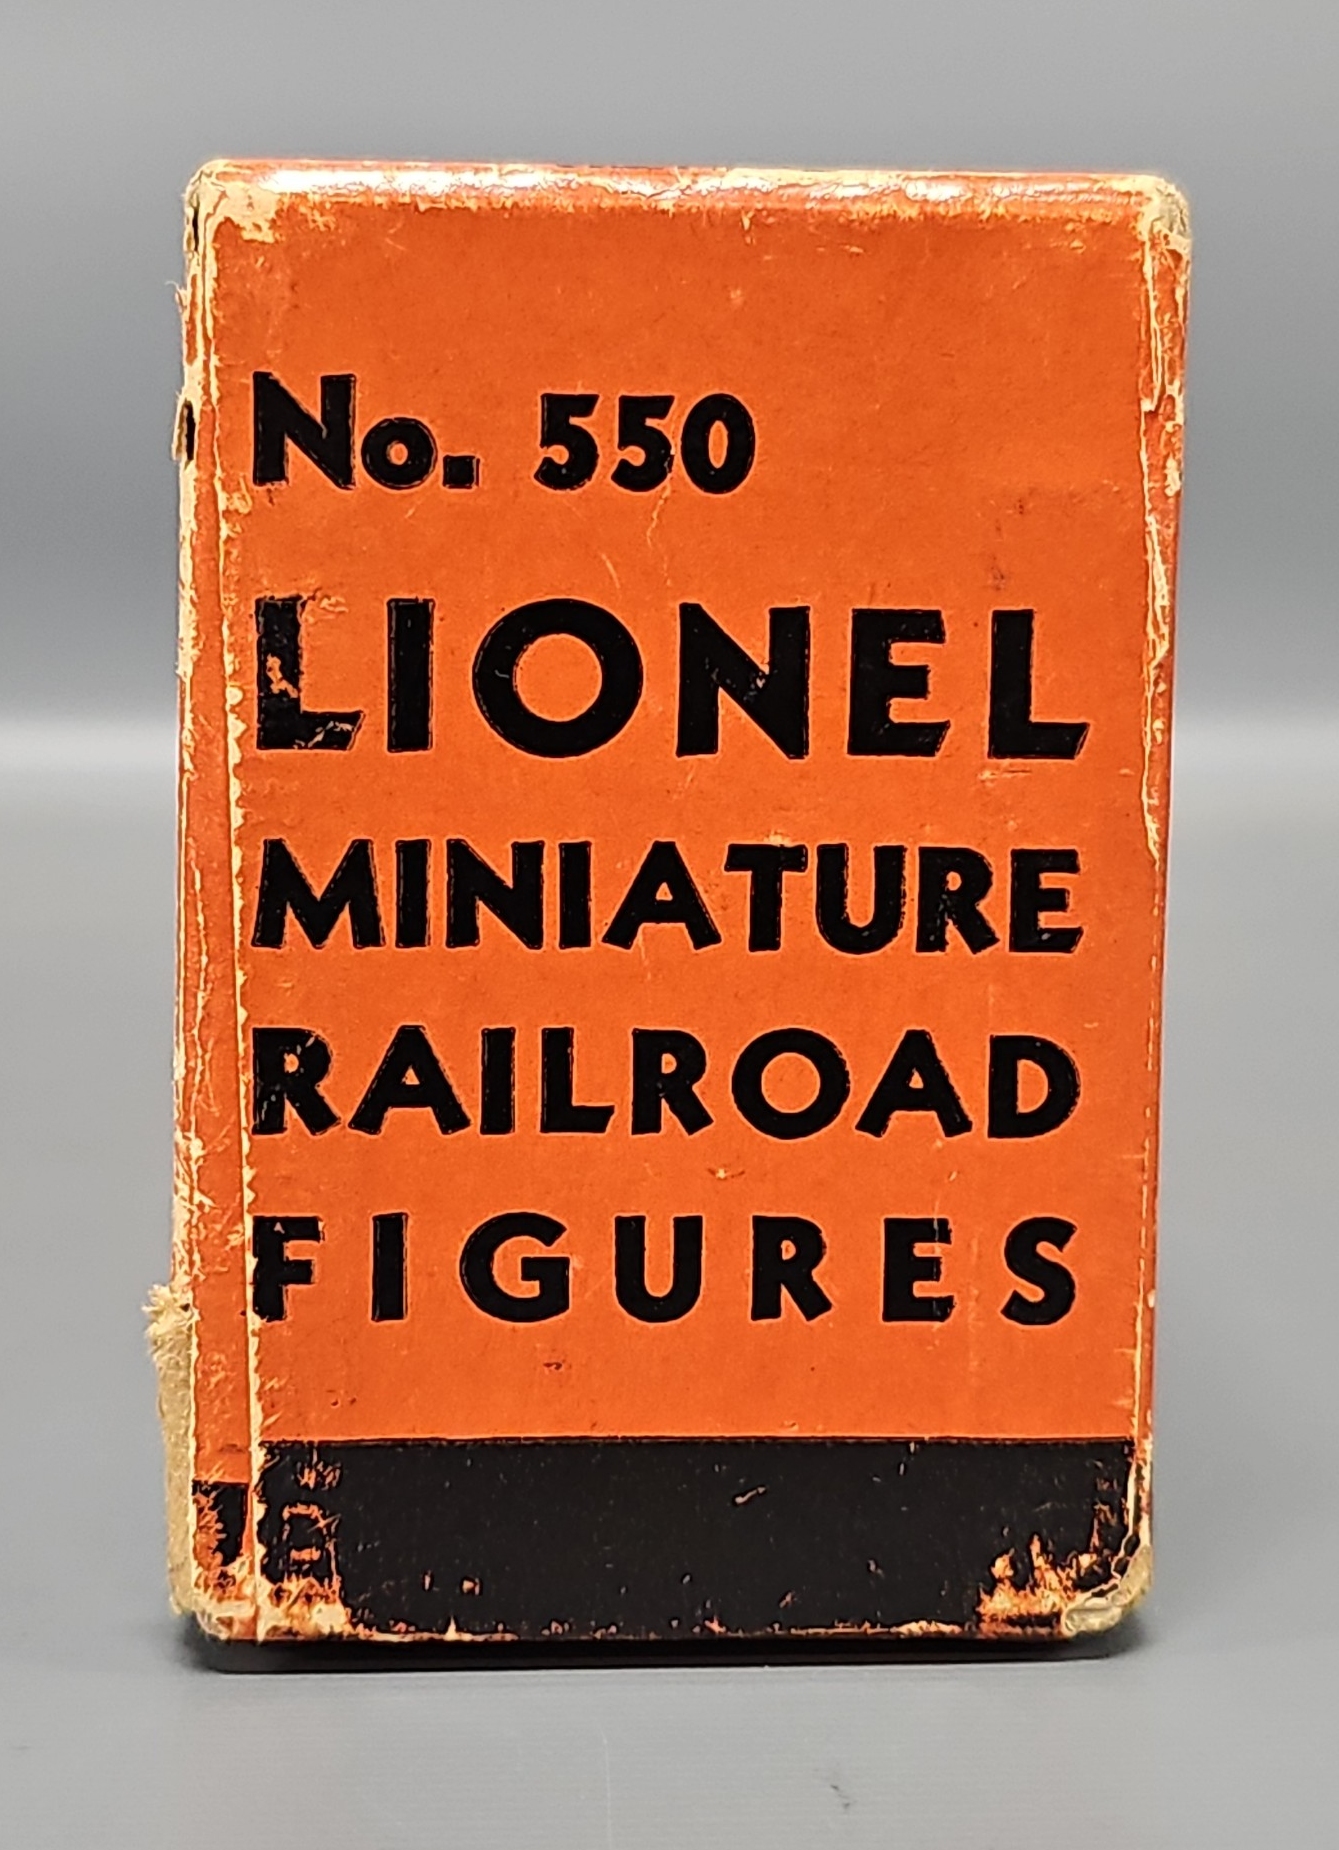 No. 550
LIONEL
MINIATURE
RAILROAD
FIGURES